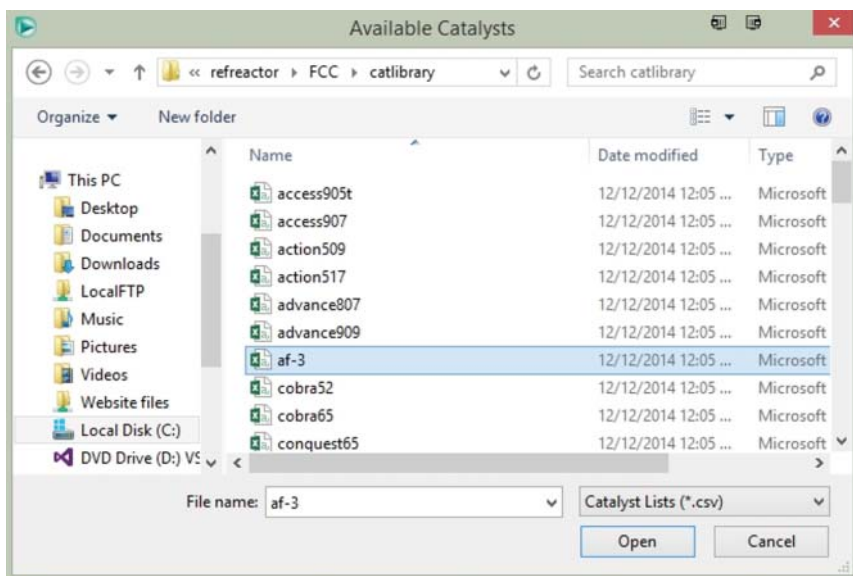 Available Catalysts
« refreactor ▸ FCC ▸ catlibrary
Search catlibrary
Organize
New folder
Name
Date modified
Type
This PC
Desktop
Documents
Downloads
LocalFTP
Music
Pictures
Videos
Website files
Local Disk (C:)
DVD Drive (D:) VS
access905t 12/12/2014 12:05 ... Microsoft
access907 12/12/2014 12:05 ... Microsoft
action509 12/12/2014 12:05 ... Microsoft
action517 12/12/2014 12:05 ... Microsoft
advance807 12/12/2014 12:05 ... Microsoft
advance909 12/12/2014 12:05 ... Microsoft
af-3 12/12/2014 12:05 ... Microsoft
cobra52 12/12/2014 12:05 ... Microsoft
cobra65 12/12/2014 12:05 ... Microsoft
conquest65 12/12/2014 12:05 ... Microsoft
File name: af-3
Catalyst Lists (*.csv)
Open
Cancel